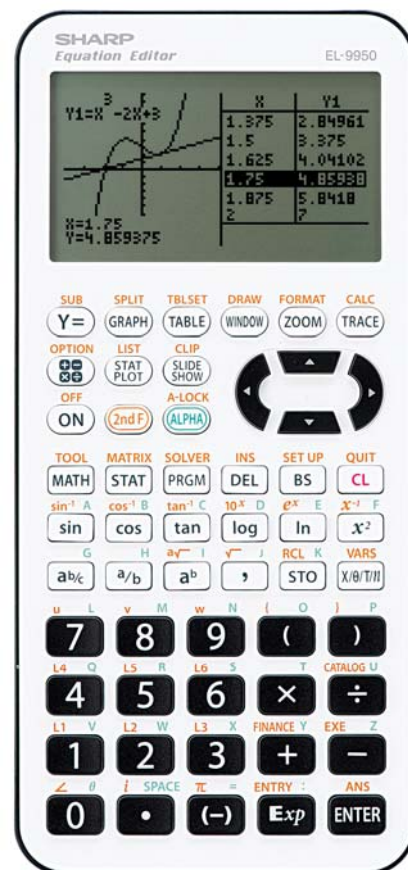 SHARP
Equation Editor EL-9950
Y1=X³-2X+3
X Y1
1.375 2.84961
1.5 3.375
1.625 4.04102
1.75 4.85938
1.875 5.8418
2 7
X=1.75
Y=4.859375
SUB SPLIT TBLSET DRAW FORMAT CALC
Y= GRAPH TABLE WINDOW ZOOM TRACE
OPTION LIST CLIP
STAT PLOT SLIDE SHOW
OFF A-LOCK
ON 2nd F ALPHA
TOOL MATRIX SOLVER INS SET UP QUIT
MATH STAT PRGM DEL BS CL
sin⁻¹ A cos⁻¹ B tan⁻¹ C 10ˣ D eˣ E x⁻¹ F
sin cos tan log ln x²
G H a√ I √ J RCL K VARS
ab/c a/b aᵇ , STO X/θ/T/n
u L v M w N ( O ) P
7 8 9 ( )
L4 Q L5 R L6 S T CATALOG U
4 5 6 × ÷
L1 V L2 W L3 X FINANCE Y EXE Z
1 2 3 + −
∠ θ i SPACE π = ENTRY : ANS
0 • (−) Exp ENTER